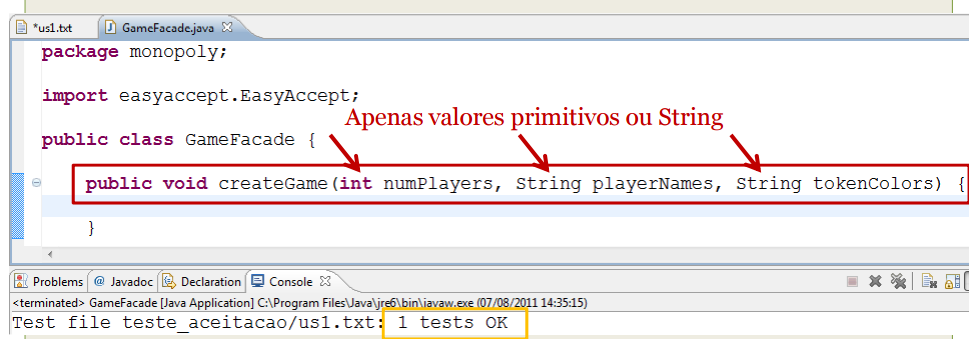 *us1.txt GameFacade.java
package monopoly;
import easyaccept.EasyAccept;
Apenas valores primitivos ou String
public class GameFacade {
public void createGame(int numPlayers, String playerNames, String tokenColors) {
}
Problems @ Javadoc Declaration Console
<terminated> GameFacade [Java Application] C:\Program Files\Java\jre6\bin\javaw.exe (07/08/2011 14:35:15)
Test file teste_aceitacao/us1.txt: 1 tests OK